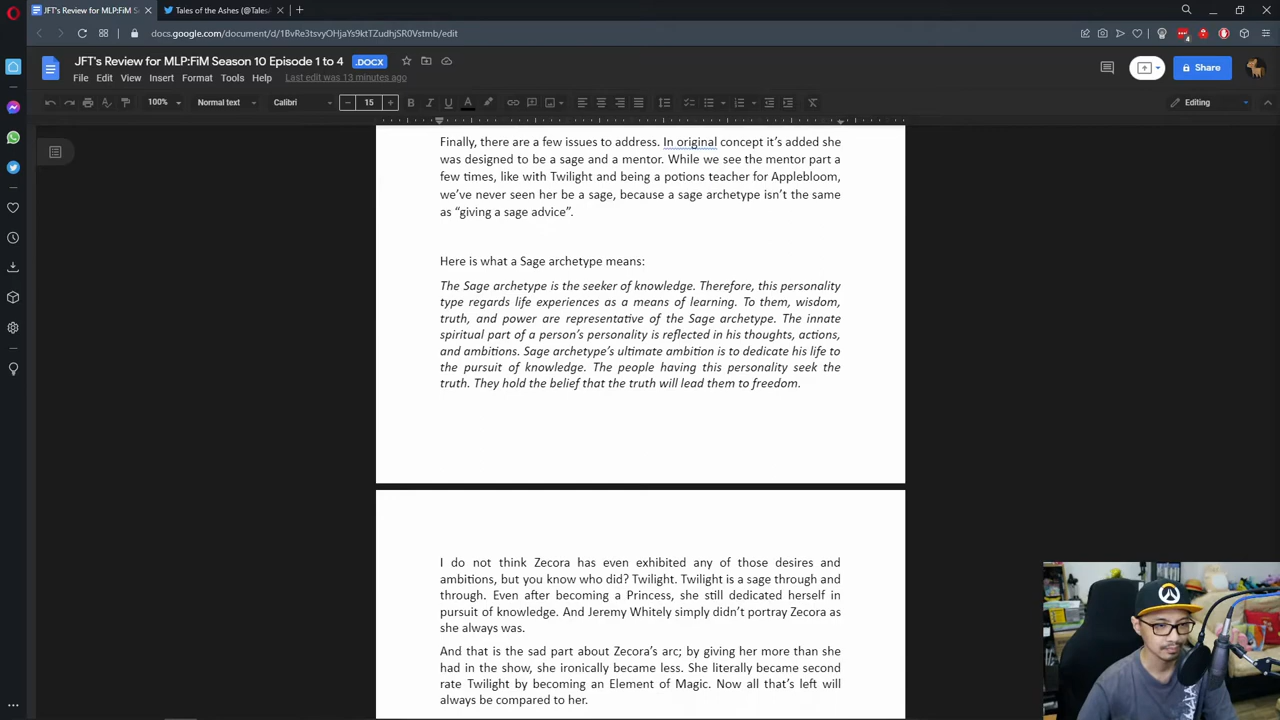 JFT's Review for MLP:FiM Season
Tales of the Ashes (@Tales
docs.google.com/document/d/1BvRe3tsvyOHjaYs9ktTZudhjSR0Vstmb/edit
4
JFT's Review for MLP:FiM Season 10 Episode 1 to 4 .DOCX
Share
File Edit View Insert Format Tools Help Last edit was 13 minutes ago
100% Normal text Calibri 15 B I U A Editing
Finally, there are a few issues to address. In original concept it's added she
was designed to be a sage and a mentor. While we see the mentor part a
few times, like with Twilight and being a potions teacher for Applebloom,
we've never seen her be a sage, because a sage archetype isn't the same
as "giving a sage advice".
Here is what a Sage archetype means:
The Sage archetype is the seeker of knowledge. Therefore, this personality
type regards life experiences as a means of learning. To them, wisdom,
truth, and power are representative of the Sage archetype. The innate
spiritual part of a person's personality is reflected in his thoughts, actions,
and ambitions. Sage archetype's ultimate ambition is to dedicate his life to
the pursuit of knowledge. The people having this personality seek the
truth. They hold the belief that the truth will lead them to freedom.
I do not think Zecora has even exhibited any of those desires and
ambitions, but you know who did? Twilight. Twilight is a sage through and
through. Even after becoming a Princess, she still dedicated herself in
pursuit of knowledge. And Jeremy Whitely simply didn't portray Zecora as
she always was.
And that is the sad part about Zecora's arc; by giving her more than she
had in the show, she ironically became less. She literally became second
rate Twilight by becoming an Element of Magic. Now all that's left will
always be compared to her.